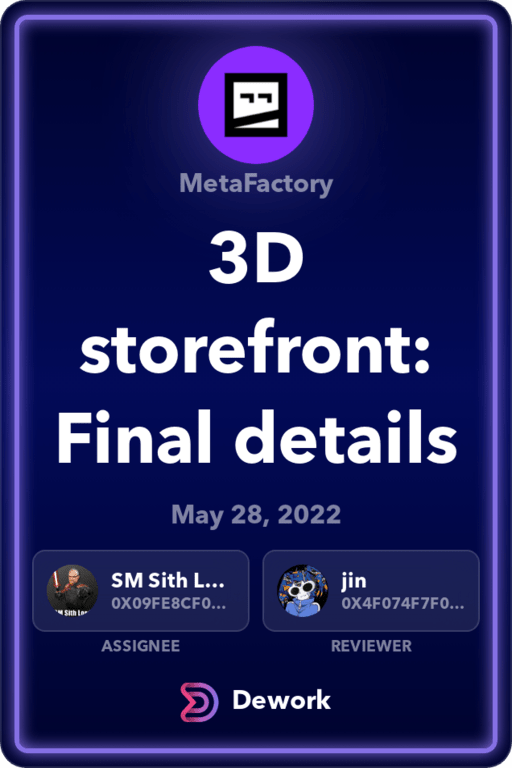 MetaFactory
3D
storefront:
Final details
May 28, 2022
SM Sith L...
0X09FE8CF0...
jin
0X4F074F7F0...
ASSIGNEE
REVIEWER
Dework